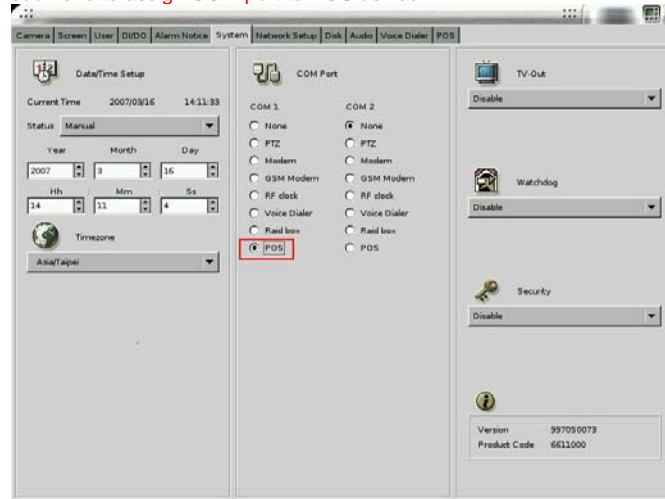 Camera Screen User DI/DO Alarm Notice System Network Setup Disk Audio Voice Dialer POS
Date/Time Setup
Current Time 2007/03/16 14:11:33
Status Manual
Year Month Day
2007 3 16
Hh : Mm : Ss
14 11 4
Timezone
Asia/Taipei
COM Port
COM 1 COM 2
None None
PTZ PTZ
Modem Modem
GSM Modem GSM Modem
RF clock RF clock
Voice Dialer Voice Dialer
Raid box Raid box
POS POS
TV-Out
Disable
Watchdog
Disable
Security
Disable
Version 997050073
Product Code 6611000